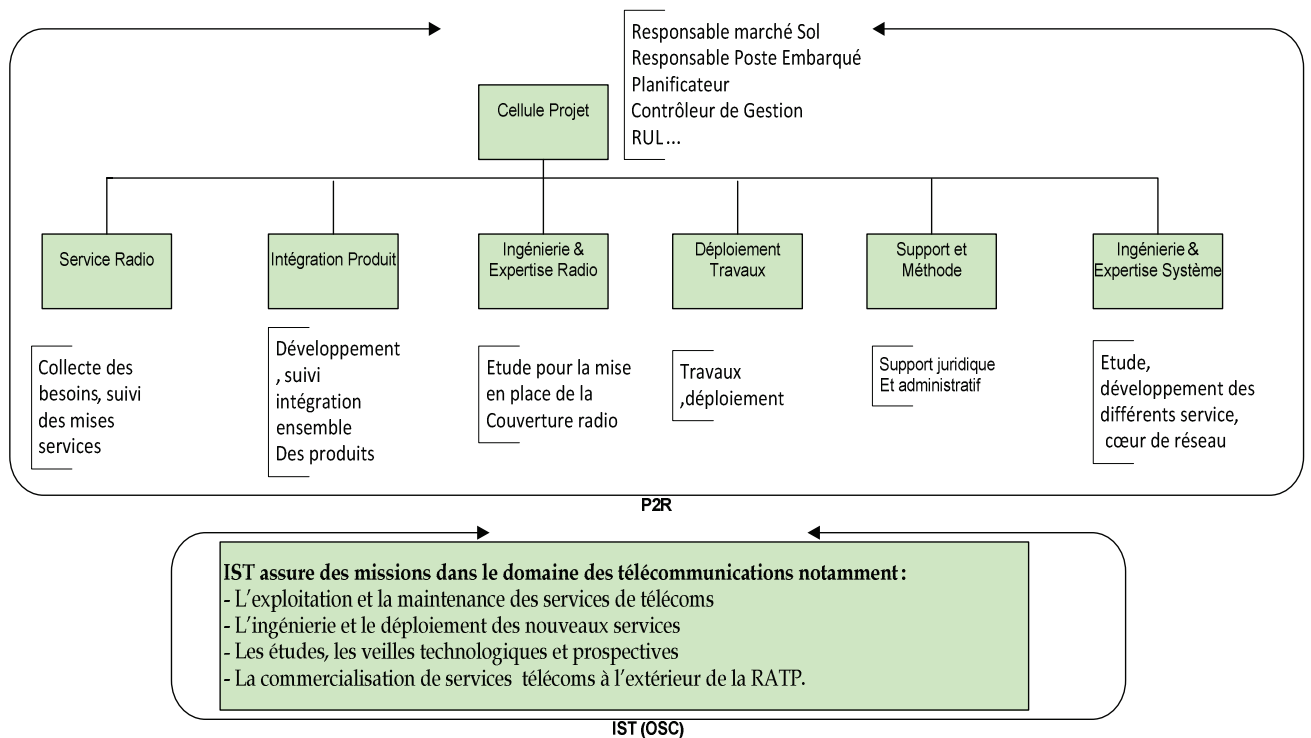 Responsable marché Sol
Responsable Poste Embarqué
Planificateur
Contrôleur de Gestion
RUL...
Cellule Projet
Service Radio
Intégration Produit
Ingénierie &
Expertise Radio
Déploiement
Travaux
Support et
Méthode
Ingénierie &
Expertise Système
Collecte des
besoins, suivi
des mises
services
Développement
, suivi
intégration
ensemble
Des produits
Etude pour la mise
en place de la
Couverture radio
Travaux
,déploiement
Support juridique
Et administratif
Etude,
développement des
différents service,
cœur de réseau
P2R
IST assure des missions dans le domaine des télécommunications notamment :
- L'exploitation et la maintenance des services de télécoms
- L'ingénierie et le déploiement des nouveaux services
- Les études, les veilles technologiques et prospectives
- La commercialisation de services télécoms à l'extérieur de la RATP.
IST (OSC)